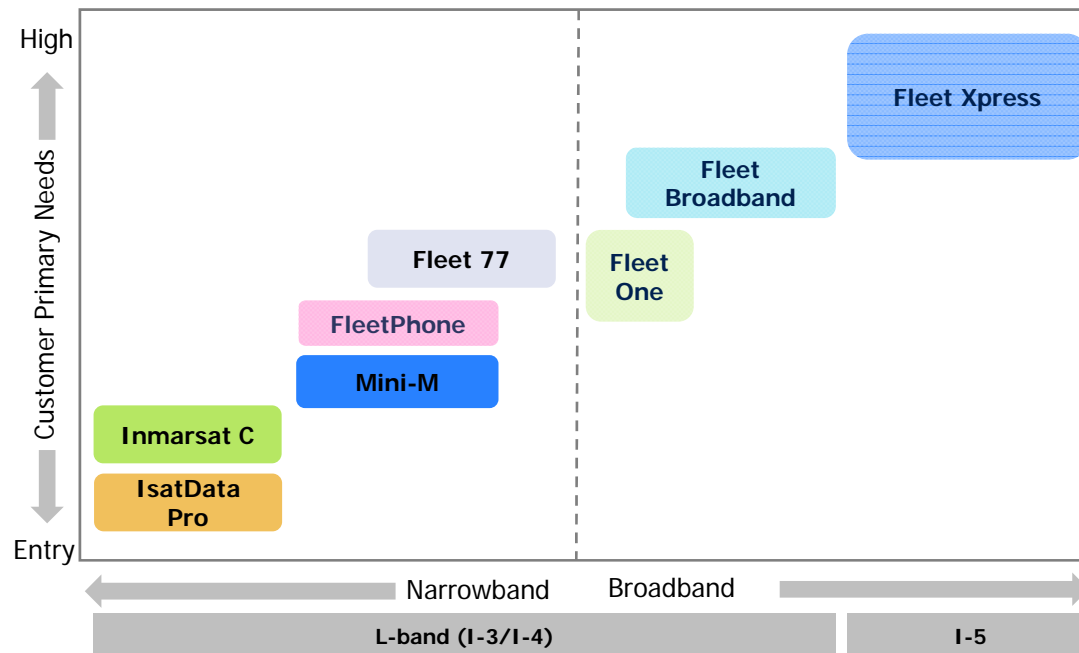 High
Fleet Xpress
Fleet
Broadband
Fleet 77
Fleet
One
FleetPhone
Mini-M
Customer Primary Needs
Inmarsat C
IsatData
Pro
Entry
Narrowband
Broadband
L-band (I-3/I-4)
I-5